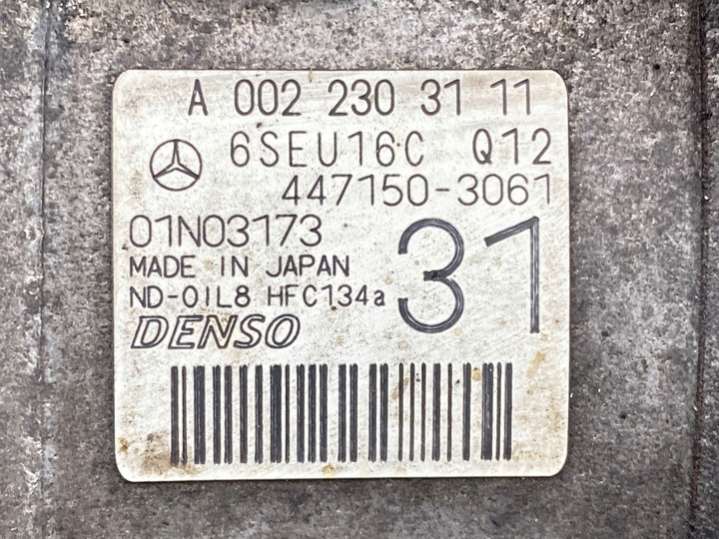 A 002 230 31 11
6SEU16C Q12
447150-3061
01N03173
31
MADE IN JAPAN
ND-OIL8 HFC134a
DENSO